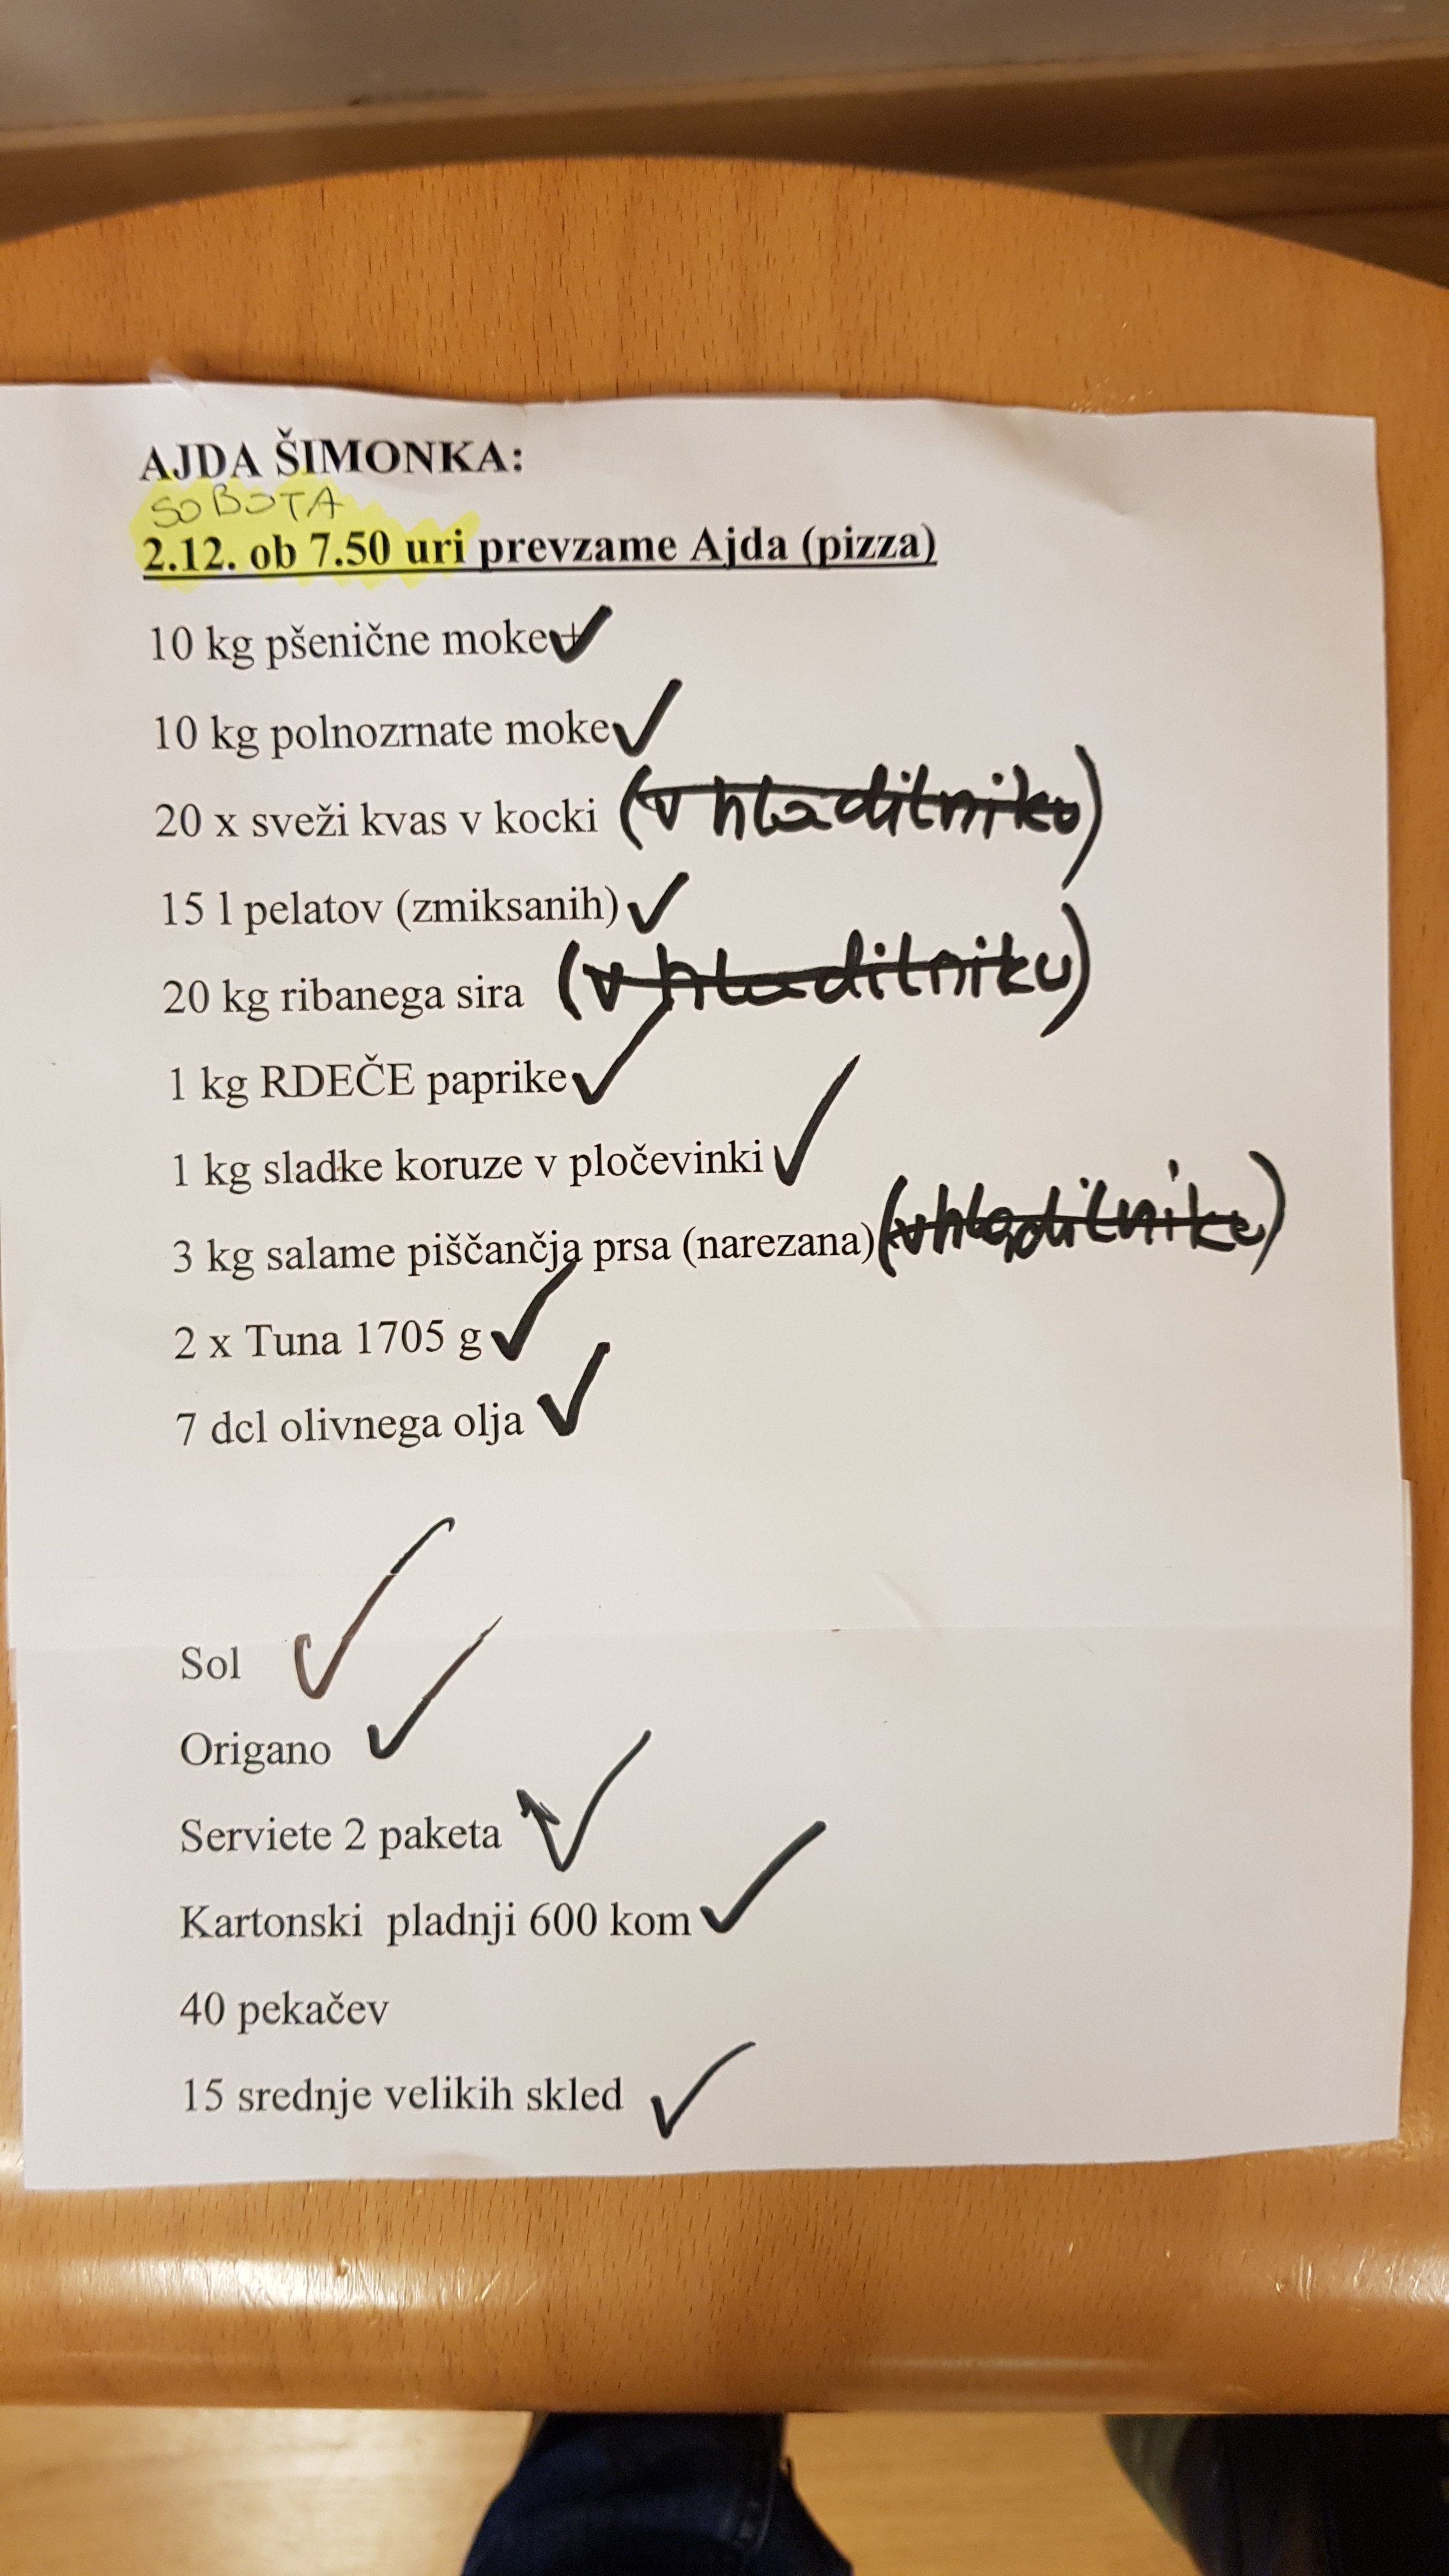 AJDA ŠIMONKA:
SOBOTA
2.12. ob 7.50 uri prevzame Ajda (pizza)
10 kg pšenične moke
10 kg polnozrnate moke
20 x sveži kvas v kocki (v hladilniku)
15 l pelatov (zmiksanih)
20 kg ribanega sira (v hladilniku)
1 kg RDEČE paprike
1 kg sladke koruze v pločevinki
3 kg salame piščančja prsa (narezana) (v hladilniku)
2 x Tuna 1705 g
7 dcl olivnega olja
Sol
Origano
Serviete 2 paketa
Kartonski pladnji 600 kom
40 pekačev
15 srednje velikih skled